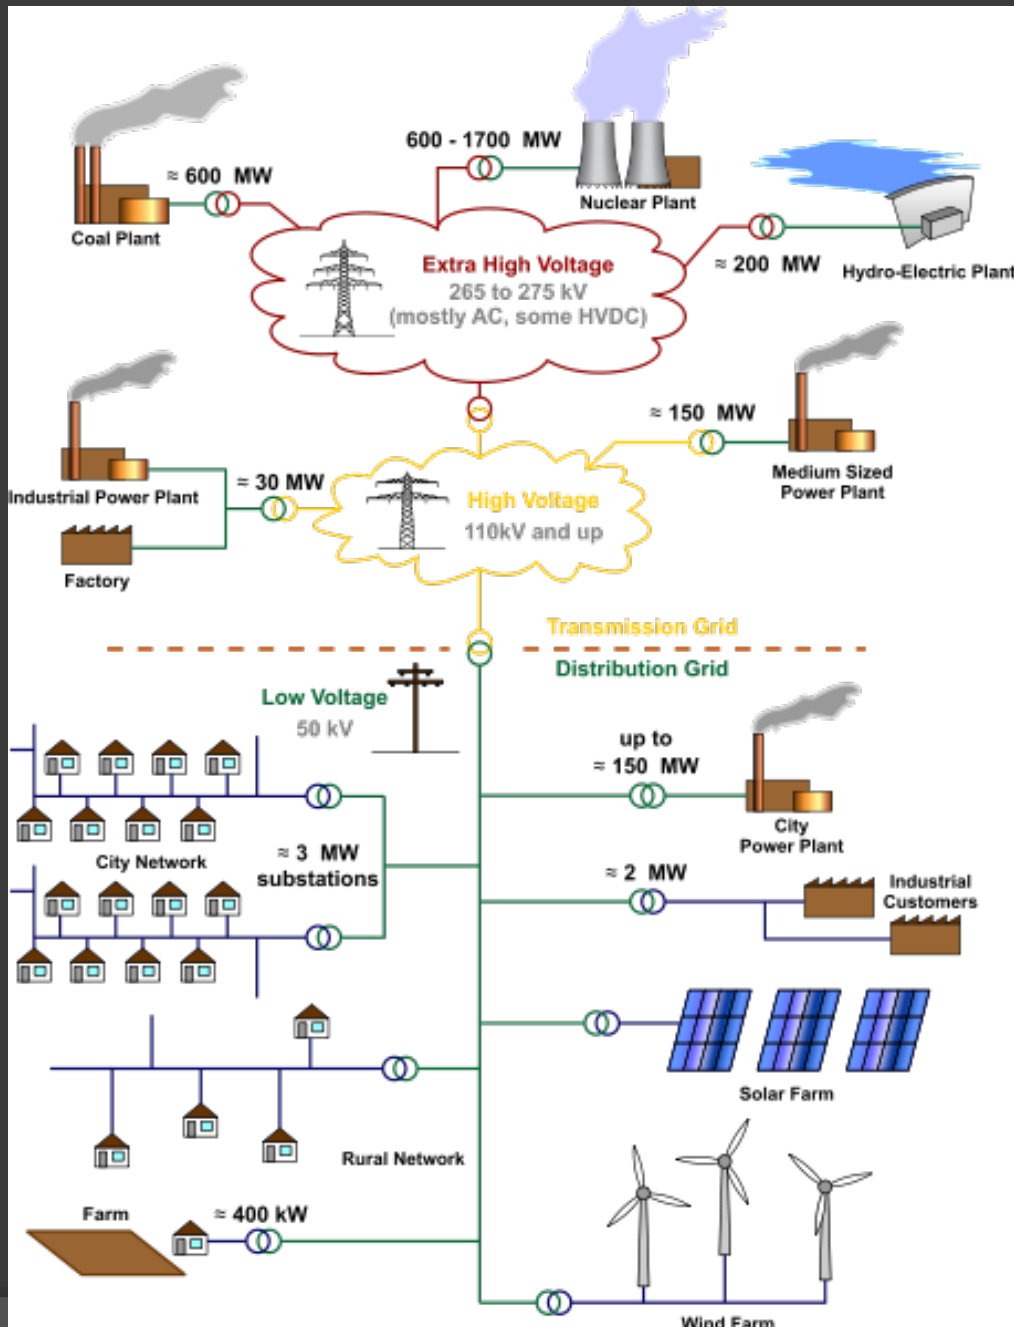 600 - 1700 MW
≈ 600 MW
Nuclear Plant
Coal Plant
≈ 200 MW
Hydro-Electric Plant
Extra High Voltage
265 to 275 kV
(mostly AC, some HVDC)
≈ 150 MW
Medium Sized
Power Plant
Industrial Power Plant
≈ 30 MW
High Voltage
110kV and up
Factory
Transmission Grid
Distribution Grid
Low Voltage
50 kV
up to
≈ 150 MW
City
Power Plant
City Network
≈ 3 MW
substations
≈ 2 MW
Industrial
Customers
Solar Farm
Rural Network
Farm
≈ 400 kW
Wind Farm